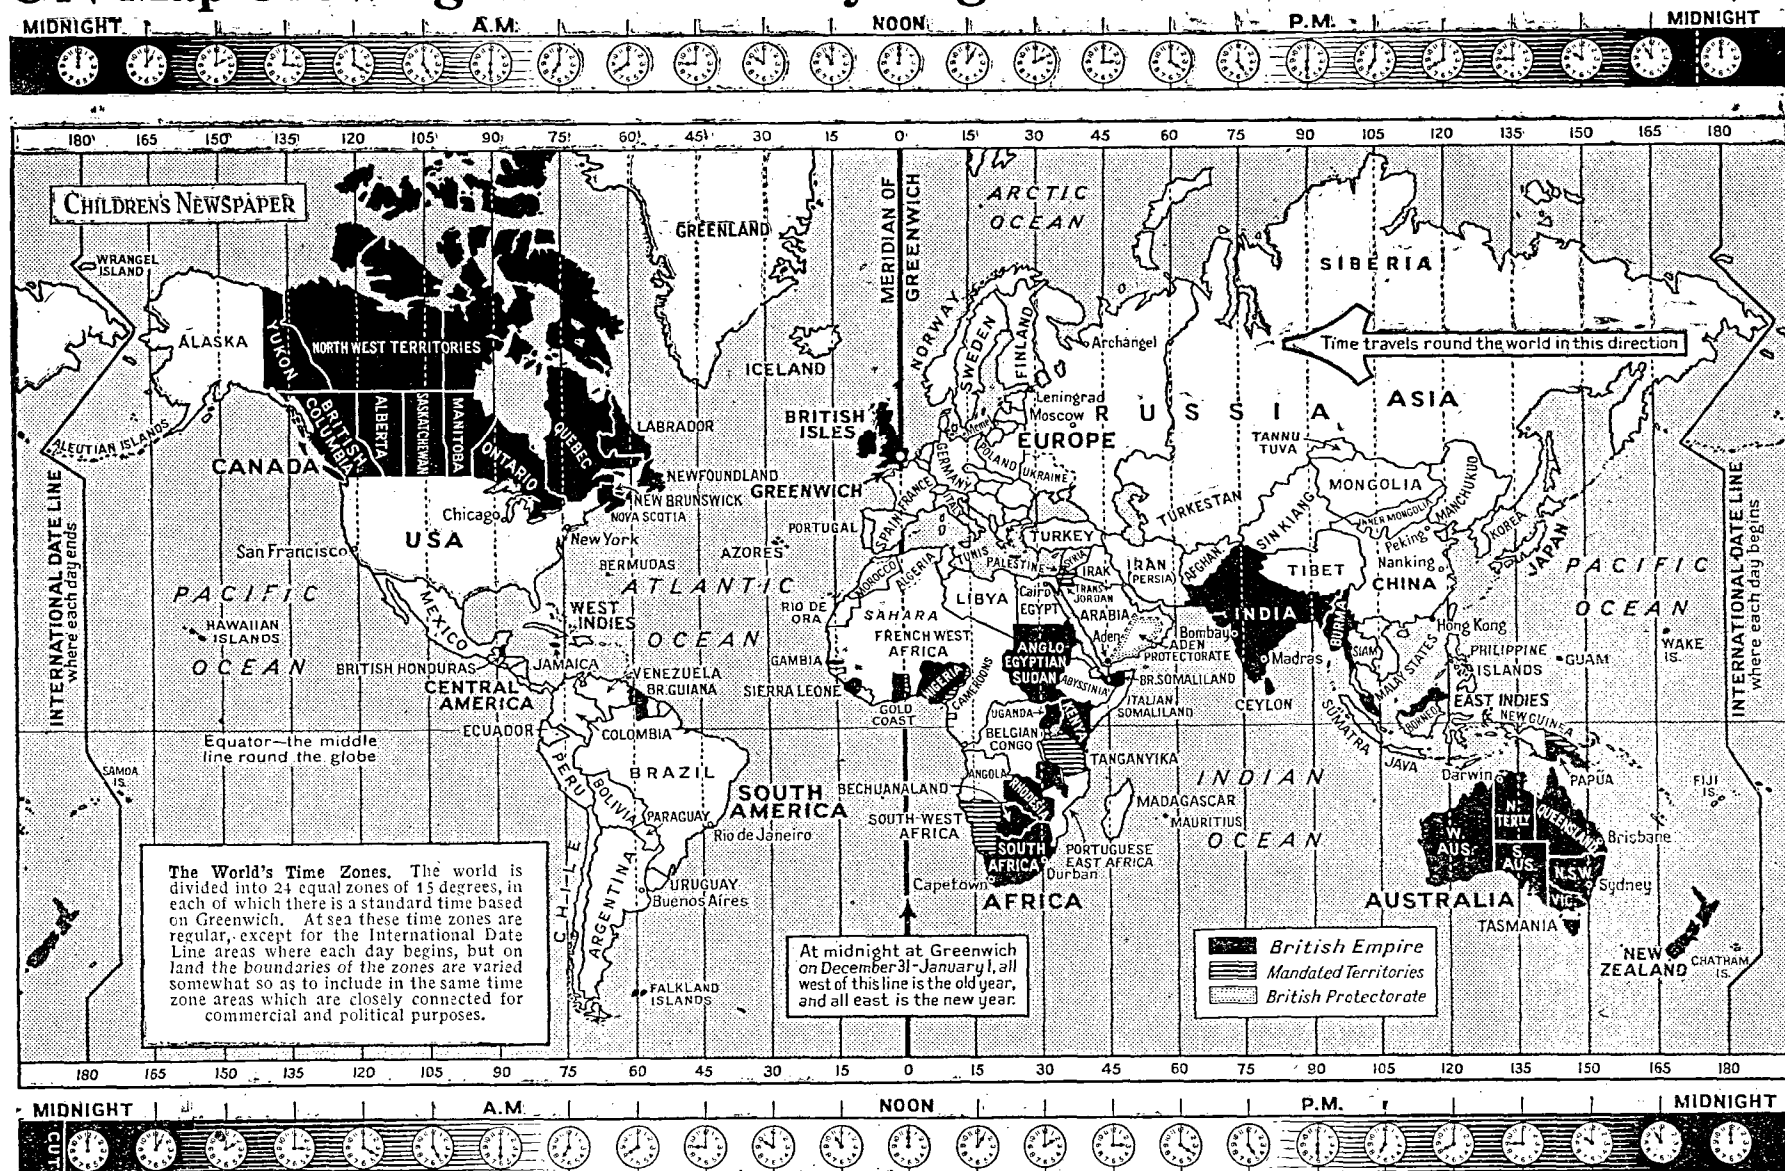 MIDNIGHT
A.M.
NOON
P.M.
MIDNIGHT
180 165 150 135 120 105 90 75 60 45 30 15 0 15 30 45 60 75 90 105 120 135 150 165 180
CHILDREN'S NEWSPAPER
WRANGEL
ISLAND
ALASKA
YUKON
NORTH WEST TERRITORIES
BRITISH
COLUMBIA
ALBERTA
SASKATCHEWAN
MANITOBA
ONTARIO
QUEBEC
LABRADOR
NEWFOUNDLAND
NEW BRUNSWICK
NOVA SCOTIA
ALEUTIAN ISLANDS
CANADA
GREENLAND
ICELAND
MERIDIAN OF
GREENWICH
ARCTIC
OCEAN
NORWAY
SWEDEN
FINLAND
Archangel
SIBERIA
Time travels round the world in this direction
BRITISH
ISLES
Leningrad
Moscow
Memel
RUSSIA
ASIA
EUROPE
GREENWICH
GERMANY
POLAND
UKRAINE
FRANCE
SPAIN
PORTUGAL
TANNU
TUVA
MONGOLIA
INNER MONGOLIA
MANCHUKUO
TURKESTAN
SINKIANG
KOREA
JAPAN
Peking
Nanking
CHINA
TIBET
INTERNATIONAL DATE LINE
where each day ends
Chicago
USA
New York
San Francisco
PACIFIC
OCEAN
HAWAIIAN
ISLANDS
MEXICO
BERMUDAS
AZORES
ATLANTIC
OCEAN
WEST
INDIES
JAMAICA
BRITISH HONDURAS
CENTRAL
AMERICA
VENEZUELA
BR. GUIANA
ECUADOR
COLOMBIA
Equator—the middle
line round the globe
SAMOA
IS.
PERU
BRAZIL
BOLIVIA
PARAGUAY
SOUTH
AMERICA
Rio de Janeiro
CHILE
ARGENTINA
URUGUAY
Buenos Aires
FALKLAND
ISLANDS
MOROCCO
ALGERIA
TUNIS
TURKEY
SYRIA
PALESTINE
IRAK
TRANS
JORDAN
IRAN
(PERSIA)
AFGHAN
RIO DE
ORA
SAHARA
LIBYA
Cairo
EGYPT
ARABIA
FRENCH WEST
AFRICA
ANGLO
EGYPTIAN
SUDAN
Aden
ADEN
PROTECTORATE
GAMBIA
SIERRA LEONE
GOLD
COAST
NIGERIA
CAMEROONS
ABYSSINIA
BR. SOMALILAND
ITALIAN
SOMALILAND
UGANDA
KENYA
BELGIAN
CONGO
TANGANYIKA
ANGOLA
BECHUANALAND
RHODESIA
SOUTH-WEST
AFRICA
SOUTH
AFRICA
PORTUGUESE
EAST AFRICA
Capetown
Durban
AFRICA
MADAGASCAR
MAURITIUS
INDIAN
OCEAN
INDIA
Bombay
Madras
CEYLON
BURMA
SIAM
MALAY STATES
Hong Kong
PHILIPPINE
ISLANDS
GUAM
WAKE
IS.
PACIFIC
OCEAN
INTERNATIONAL DATE LINE
where each day begins
EAST INDIES
BORNEO
SUMATRA
JAVA
NEW GUINEA
PAPUA
FIJI
IS.
Darwin
W.
AUS.
N.
TERLY
QUEENSLAND
S.
AUS.
N.S.W.
VIC.
Brisbane
Sydney
AUSTRALIA
TASMANIA
NEW
ZEALAND
CHATHAM
IS.
The World's Time Zones. The world is
divided into 24 equal zones of 15 degrees, in
each of which there is a standard time based
on Greenwich. At sea these time zones are
regular, except for the International Date
Line areas where each day begins, but on
land the boundaries of the zones are varied
somewhat so as to include in the same time
zone areas which are closely connected for
commercial and political purposes.
At midnight at Greenwich
on December 31-January 1, all
west of this line is the old year,
and all east is the new year.
British Empire
Mandated Territories
British Protectorate
180 165 150 135 120 105 90 75 60 45 30 15 0 15 30 45 60 75 90 105 120 135 150 165 180
MIDNIGHT
A.M
NOON
P.M.
MIDNIGHT
CUT